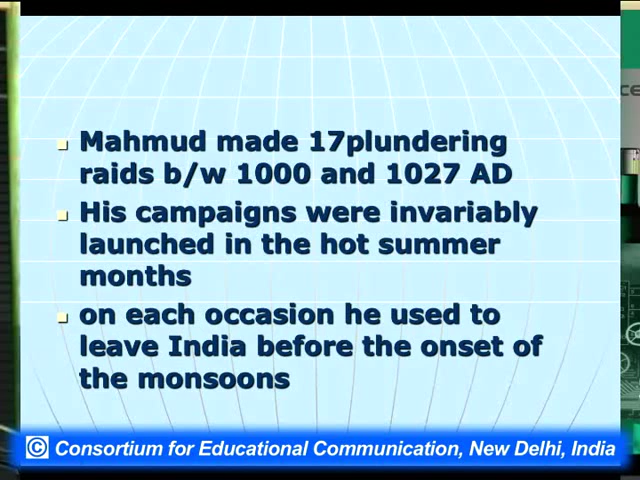 Mahmud made 17plundering
raids b/w 1000 and 1027 AD
His campaigns were invariably
launched in the hot summer
months
on each occasion he used to
leave India before the onset of
the monsoons
© Consortium for Educational Communication, New Delhi, India